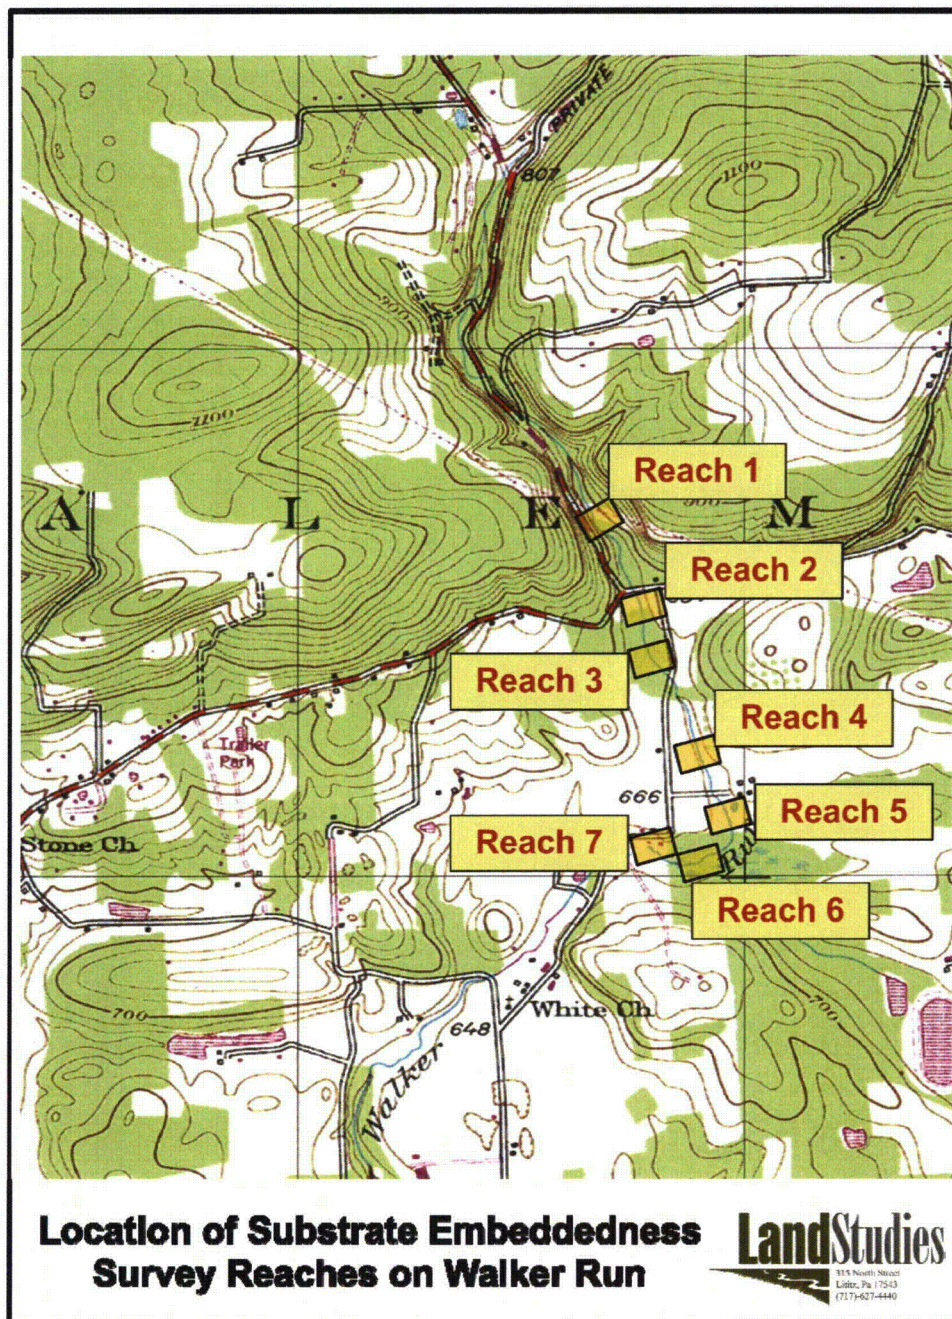 PRIVATE
807
1100
900
1100
Reach 1
900
A L E M
Reach 2
Reach 3
Reach 4
Trailer
Park
666
Reach 5
Stone Ch.
Reach 7
Run
Reach 6
700
White Ch.
700
648
Walker
Location of Substrate Embeddedness
Survey Reaches on Walker Run
LandStudies
315 North Street
Lititz, Pa 17543
(717)-627-4440